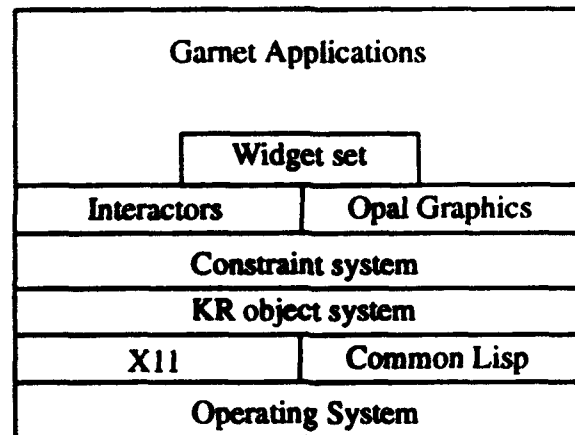 Garnet Applications
Widget set
Interactors
Opal Graphics
Constraint system
KR object system
X11
Common Lisp
Operating System